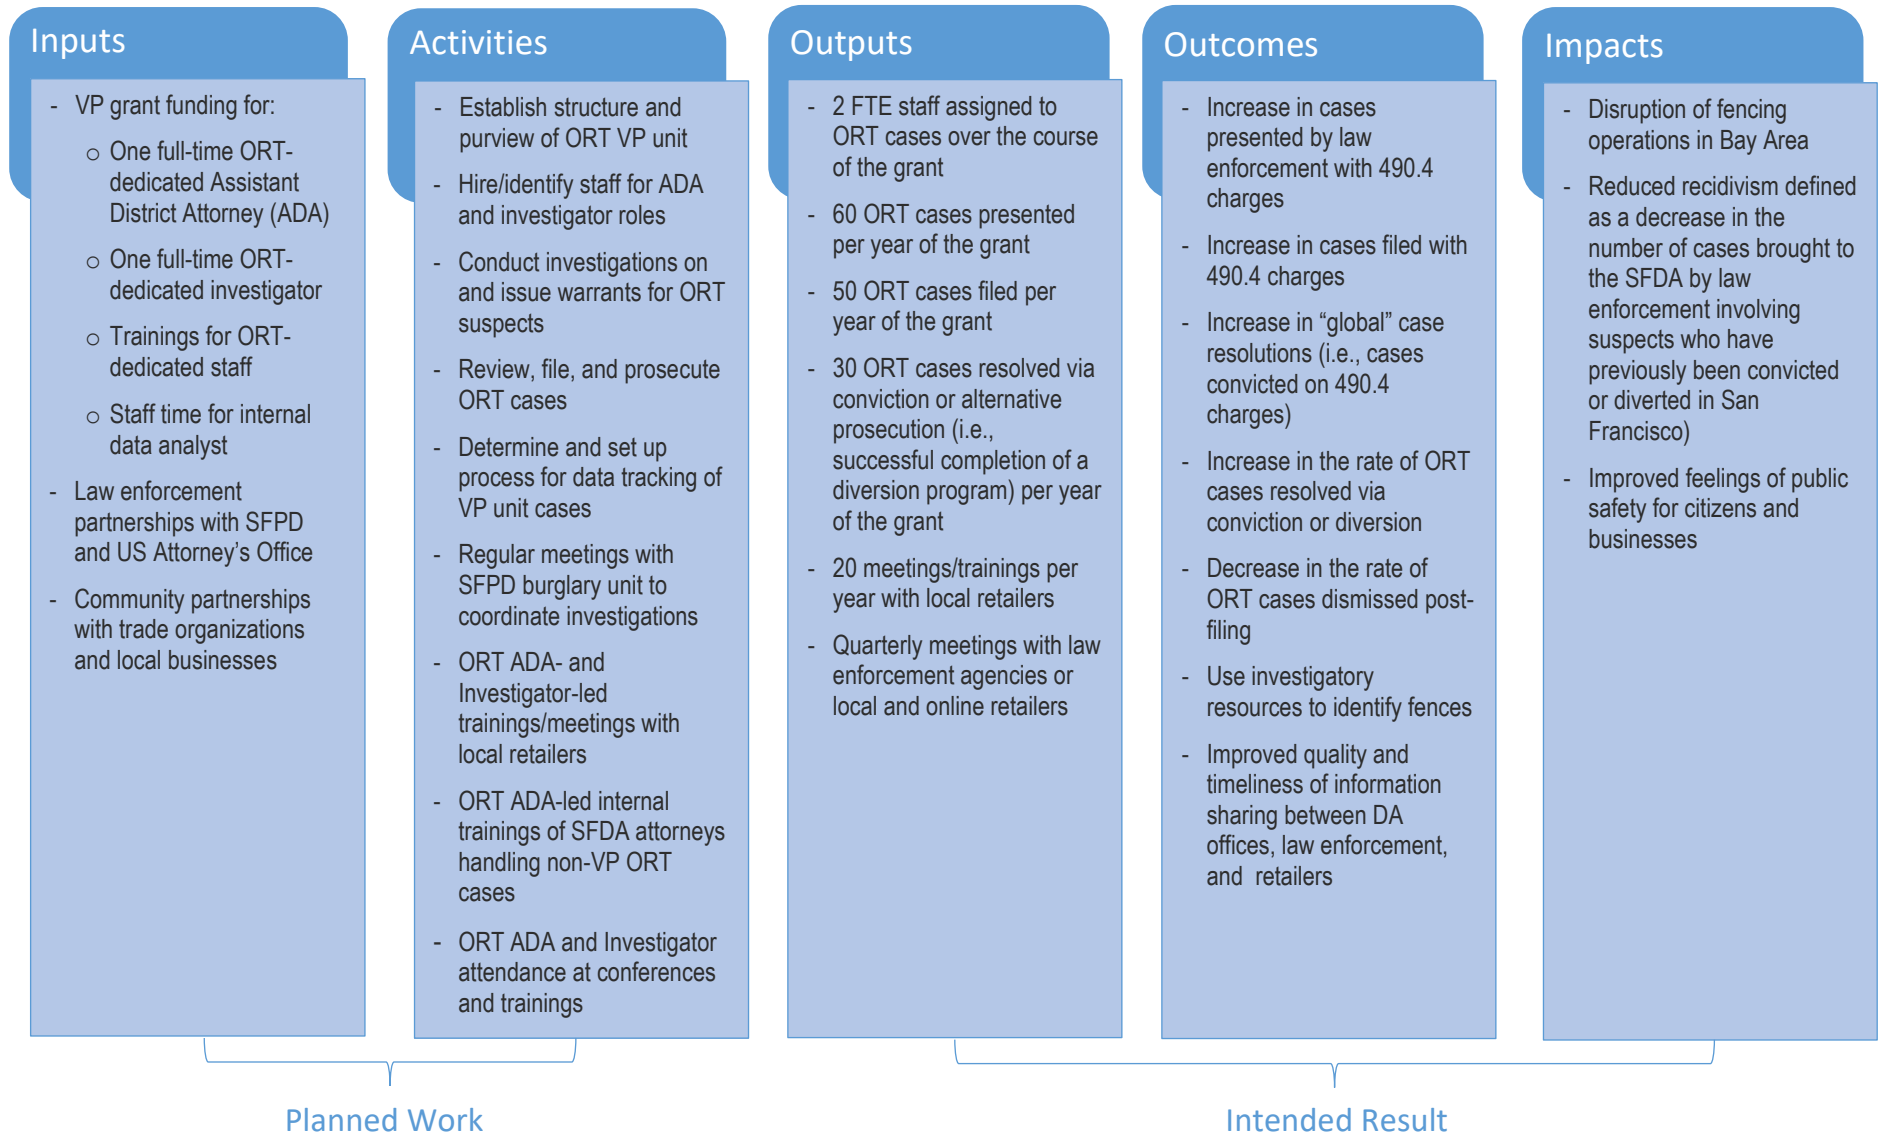 Inputs
- VP grant funding for:
o One full-time ORT-
dedicated Assistant
District Attorney (ADA)
o One full-time ORT-
dedicated investigator
o Trainings for ORT-
dedicated staff
o Staff time for internal
data analyst
- Law enforcement
partnerships with SFPD
and US Attorney’s Office
- Community partnerships
with trade organizations
and local businesses
Activities
- Establish structure and
purview of ORT VP unit
- Hire/identify staff for ADA
and investigator roles
- Conduct investigations on
and issue warrants for ORT
suspects
- Review, file, and prosecute
ORT cases
- Determine and set up
process for data tracking of
VP unit cases
- Regular meetings with
SFPD burglary unit to
coordinate investigations
- ORT ADA- and
Investigator-led
trainings/meetings with
local retailers
- ORT ADA-led internal
trainings of SFDA attorneys
handling non-VP ORT
cases
- ORT ADA and Investigator
attendance at conferences
and trainings
Outputs
- 2 FTE staff assigned to
ORT cases over the course
of the grant
- 60 ORT cases presented
per year of the grant
- 50 ORT cases filed per
year of the grant
- 30 ORT cases resolved via
conviction or alternative
prosecution (i.e.,
successful completion of a
diversion program) per year
of the grant
- 20 meetings/trainings per
year with local retailers
- Quarterly meetings with law
enforcement agencies or
local and online retailers
Outcomes
- Increase in cases
presented by law
enforcement with 490.4
charges
- Increase in cases filed with
490.4 charges
- Increase in “global” case
resolutions (i.e., cases
convicted on 490.4
charges)
- Increase in the rate of ORT
cases resolved via
conviction or diversion
- Decrease in the rate of
ORT cases dismissed post-
filing
- Use investigatory
resources to identify fences
- Improved quality and
timeliness of information
sharing between DA
offices, law enforcement,
and retailers
Impacts
- Disruption of fencing
operations in Bay Area
- Reduced recidivism defined
as a decrease in the
number of cases brought to
the SFDA by law
enforcement involving
suspects who have
previously been convicted
or diverted in San
Francisco)
- Improved feelings of public
safety for citizens and
businesses
Planned Work
Intended Result